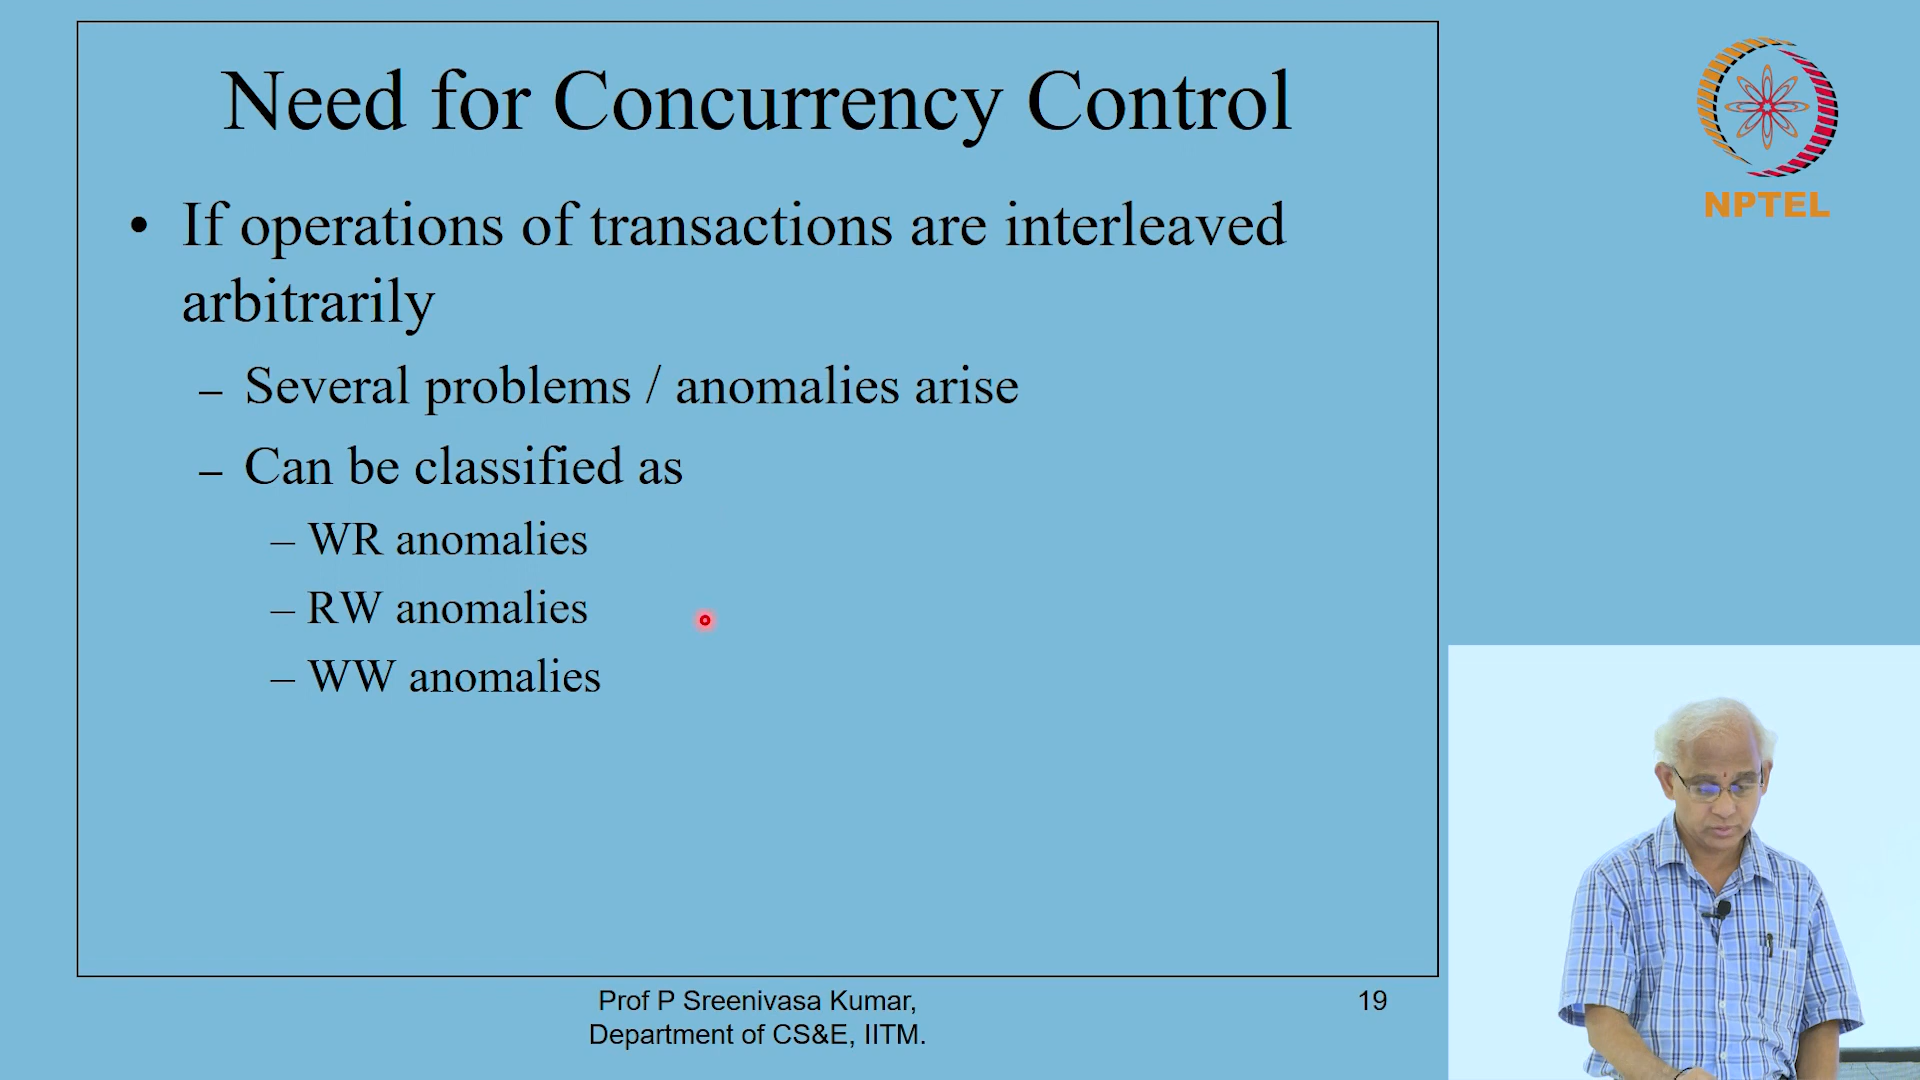 Need for Concurrency Control
• If operations of transactions are interleaved
arbitrarily
– Several problems / anomalies arise
– Can be classified as
– WR anomalies
– RW anomalies
– WW anomalies
Prof P Sreenivasa Kumar,
Department of CS&E, IITM.
19
NPTEL